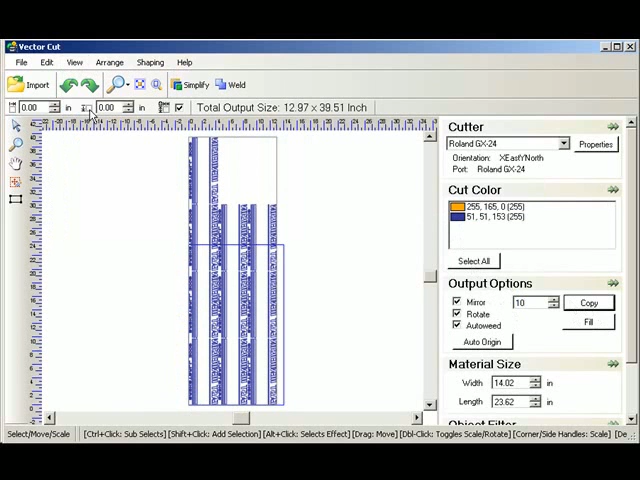 Vector Cut
File Edit View Arrange Shaping Help
Import Simplify Weld
0.00 in 0.00 in Total Output Size: 12.97 x 39.51 Inch
Cutter
Roland GX-24 Properties
Orientation: XEastYNorth
Port: Roland GX-24
Cut Color
255, 165, 0 (255)
51, 51, 153 (255)
Select All
Output Options
Mirror 10 Copy
Rotate
Fill
Autoweed
Auto Origin
Material Size
Width 14.02 in
Length 23.62 in
Object Filter
Select/Move/Scale [Ctrl+Click: Sub Selects] [Shift+Click: Add Selection] [Alt+Click: Selects Effect] [Drag: Move] [Dbl-Click: Toggles Scale/Rotate] [Corner/Side Handles: Scale] [De